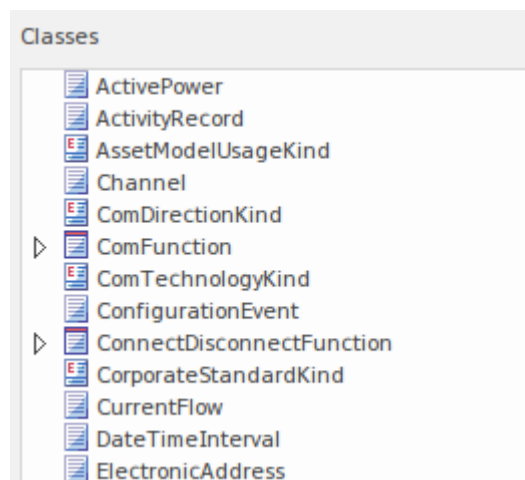 Classes
ActivePower
ActivityRecord
AssetModelUsageKind
Channel
ComDirectionKind
ComFunction
ComTechnologyKind
ConfigurationEvent
ConnectDisconnectFunction
CorporateStandardKind
CurrentFlow
DateTimeInterval
ElectronicAddress